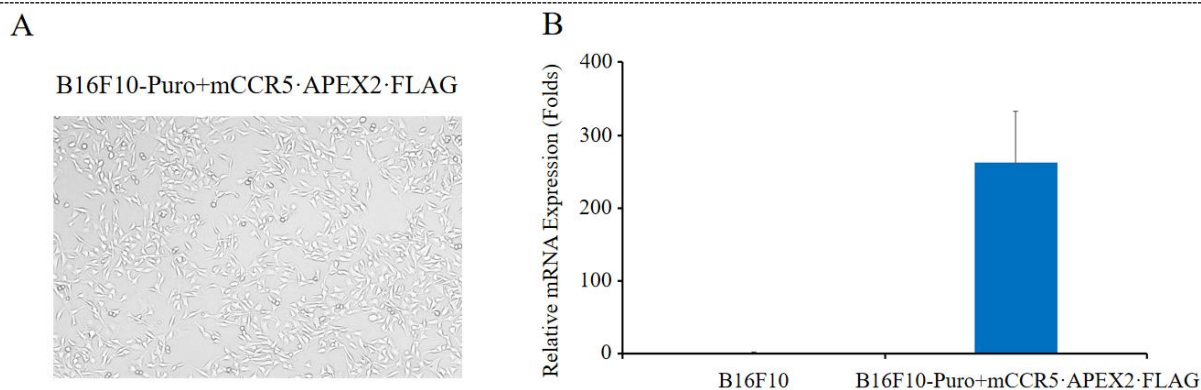 A
B16F10-Puro+mCCR5·APEX2·FLAG
B
Relative mRNA Expression (Folds)
400
300
200
100
0
B16F10
B16F10-Puro+mCCR5·APEX2·FLAG